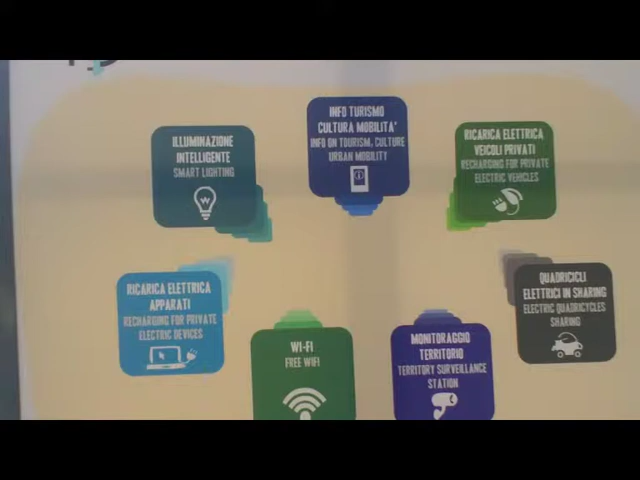 ILLUMINAZIONE
INTELLIGENTE
SMART LIGHTING
INFO TURISMO
CULTURA MOBILITA'
INFO ON TOURISM, CULTURE
URBAN MOBILITY
RICARICA ELETTRICA
VEICOLI PRIVATI
RECHARGING FOR PRIVATE
ELECTRIC VEHICLES
RICARICA ELETTRICA
APPARATI
RECHARGING FOR PRIVATE
ELECTRIC DEVICES
WI-FI
FREE WIFI
MONITORAGGIO
TERRITORIO
TERRITORY SURVEILLANCE
STATION
QUADRICICLI
ELETTRICI IN SHARING
ELECTRIC QUADRICYCLES
SHARING